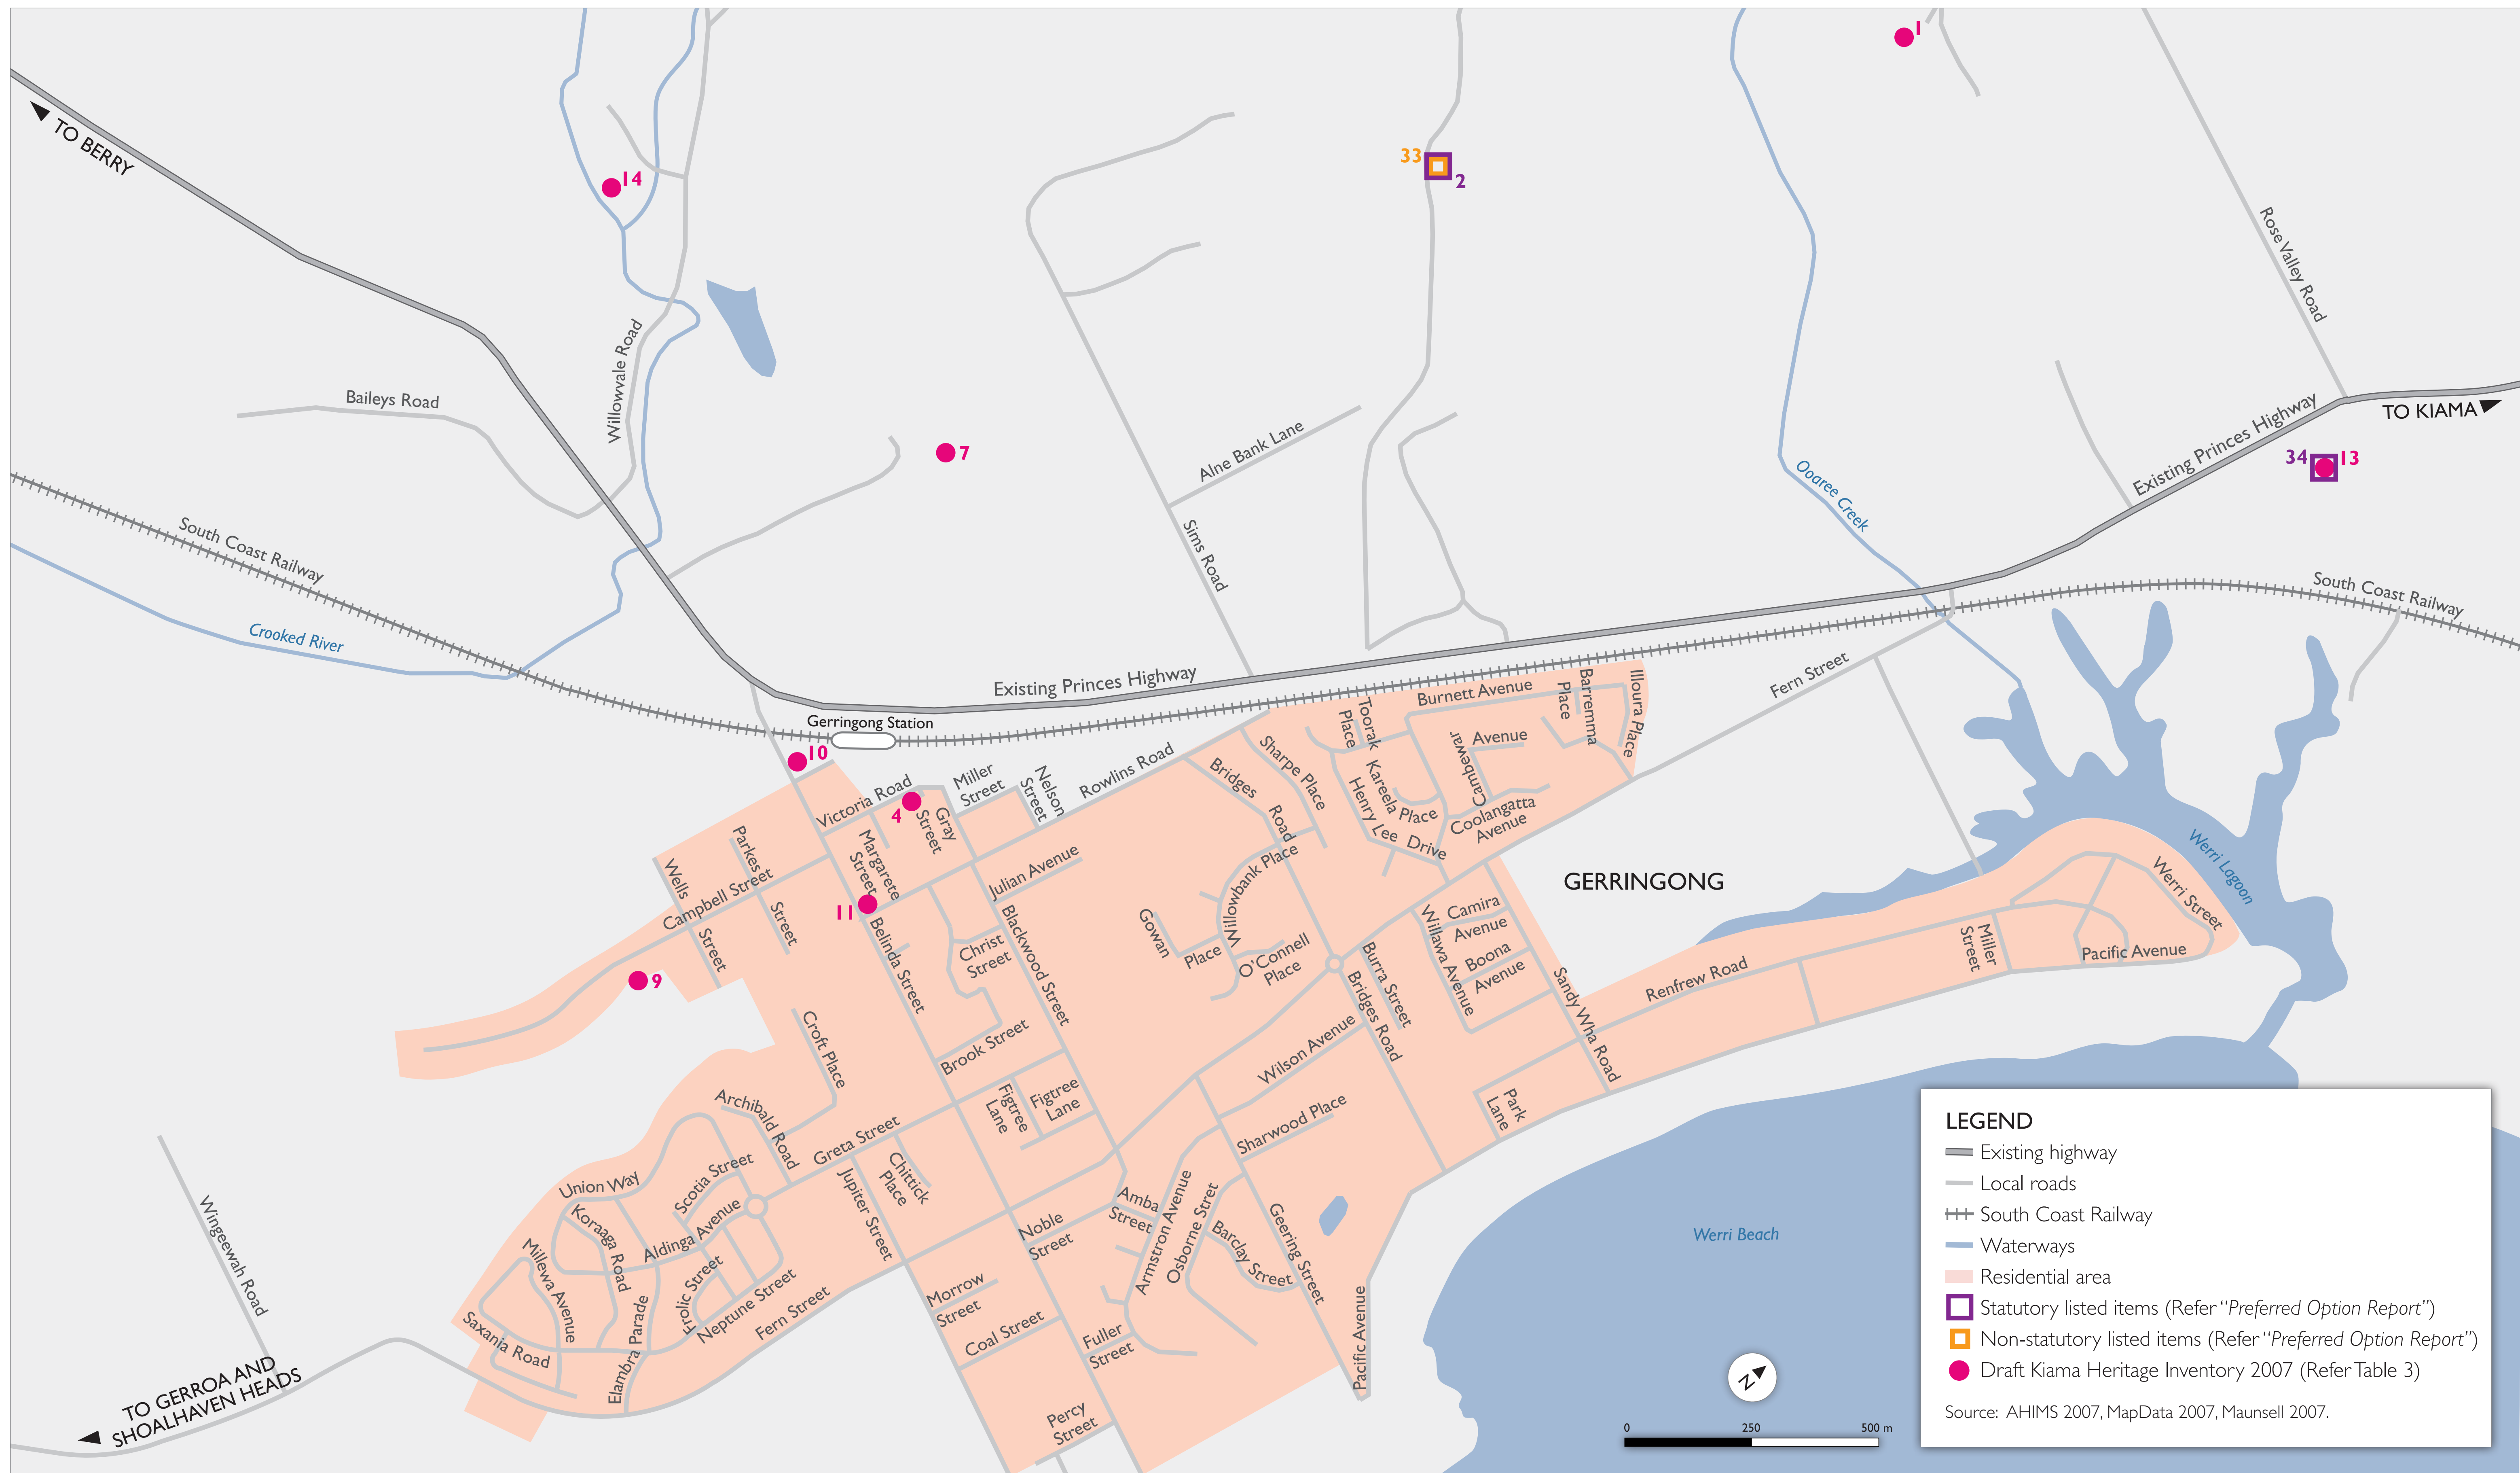 1
TO BERRY
14
33
2
Rose Valley Road
Willowvale Road
Baileys Road
TO KIAMA
Existing Princes Highway
Alne Bank Lane
7
34
13
Ooaree Creek
South Coast Railway
Sims Road
South Coast Railway
Crooked River
Existing Princes Highway
Fern Street
Gerringong Station
10
Burnett Avenue
Barremma
Place
Illoura Place
Toorak
Place
Sharpe Place
Cambewar
Avenue
Rowlins Road
Bridges
Road
Miller
Street
Nelson
Street
Victoria Road
4
Gray
Street
Kareela
Place
Henry
Lee
Drive
Coolangatta
Avenue
Parkes
Street
Margarete
Street
Wells
Street
Campbell Street
Julian Avenue
Willowbank Place
GERRINGONG
Werri Lagoon
Werri Street
11
Belinda Street
Blackwood Street
Christ
Street
Gowan
Place
O'Connell
Place
Camira
Avenue
Boona
Avenue
Willawa Avenue
Burra Street
Bridges Road
Sandy Wha Road
Renfrew Road
Miller
Street
Pacific Avenue
9
Croft Place
Brook Street
Wilson Avenue
Archibald Road
Figtree
Lane
Figtree
Lane
Park
Lane
Greta Street
Sharwood Place
Chittick
Place
Jupiter Street
Scotia Street
Union Way
Koraaga Road
Aldinga Avenue
Millewa Avenue
Wingeewah Road
Amba
Street
Noble
Street
Armstron Avenue
Osborne Stret
Barclay Street
Geering Street
Werri Beach
Frolic Street
Neptune Street
Fern Street
Elambra Parade
Saxania Road
Morrow
Street
Coal Street
Fuller
Street
Pacific Avenue
Percy
Street
TO GERROA AND
SHOALHAVEN HEADS
N
0 250 500 m
LEGEND
Existing highway
Local roads
South Coast Railway
Waterways
Residential area
Statutory listed items (Refer “Preferred Option Report”)
Non-statutory listed items (Refer “Preferred Option Report”)
Draft Kiama Heritage Inventory 2007 (Refer Table 3)
Source: AHIMS 2007, MapData 2007, Maunsell 2007.